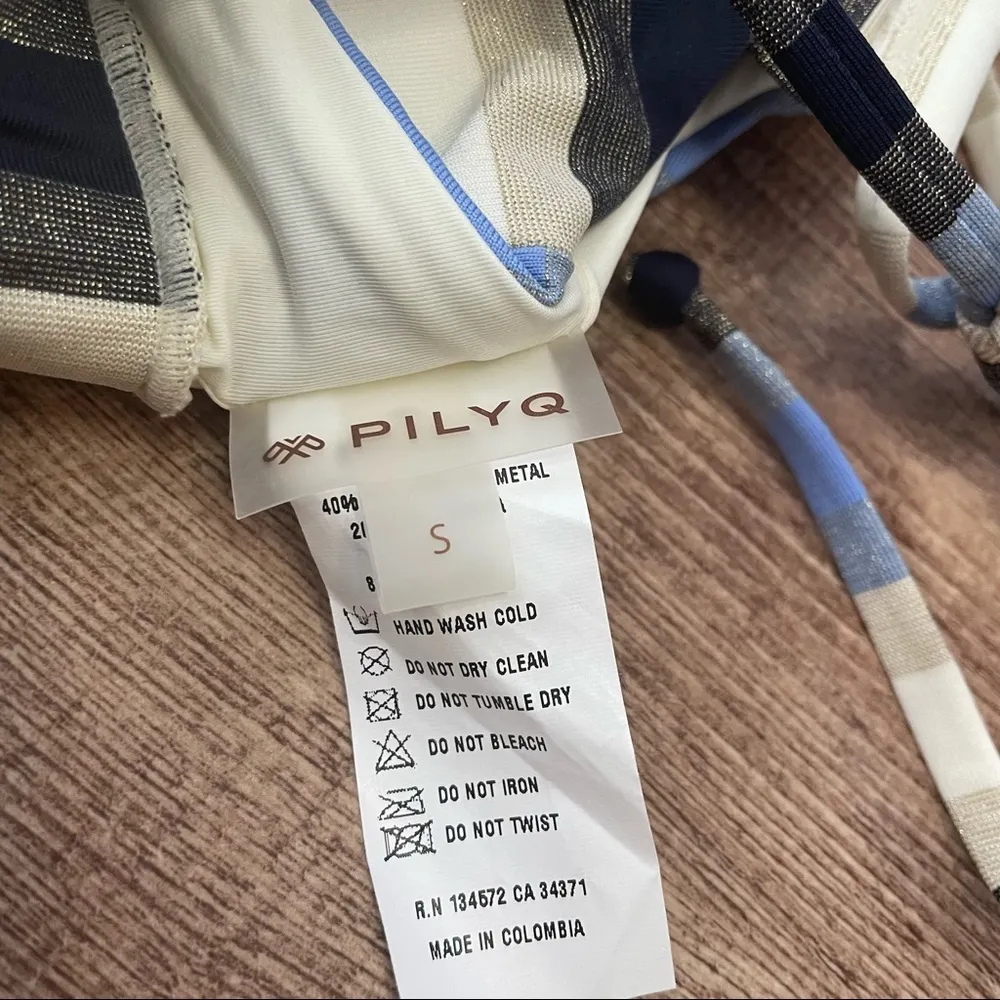 PILYQ
METAL
40%
S
8
HAND WASH COLD
DO NOT DRY CLEAN
DO NOT TUMBLE DRY
DO NOT BLEACH
DO NOT IRON
DO NOT TWIST
R.N 134572 CA 34371
MADE IN COLOMBIA